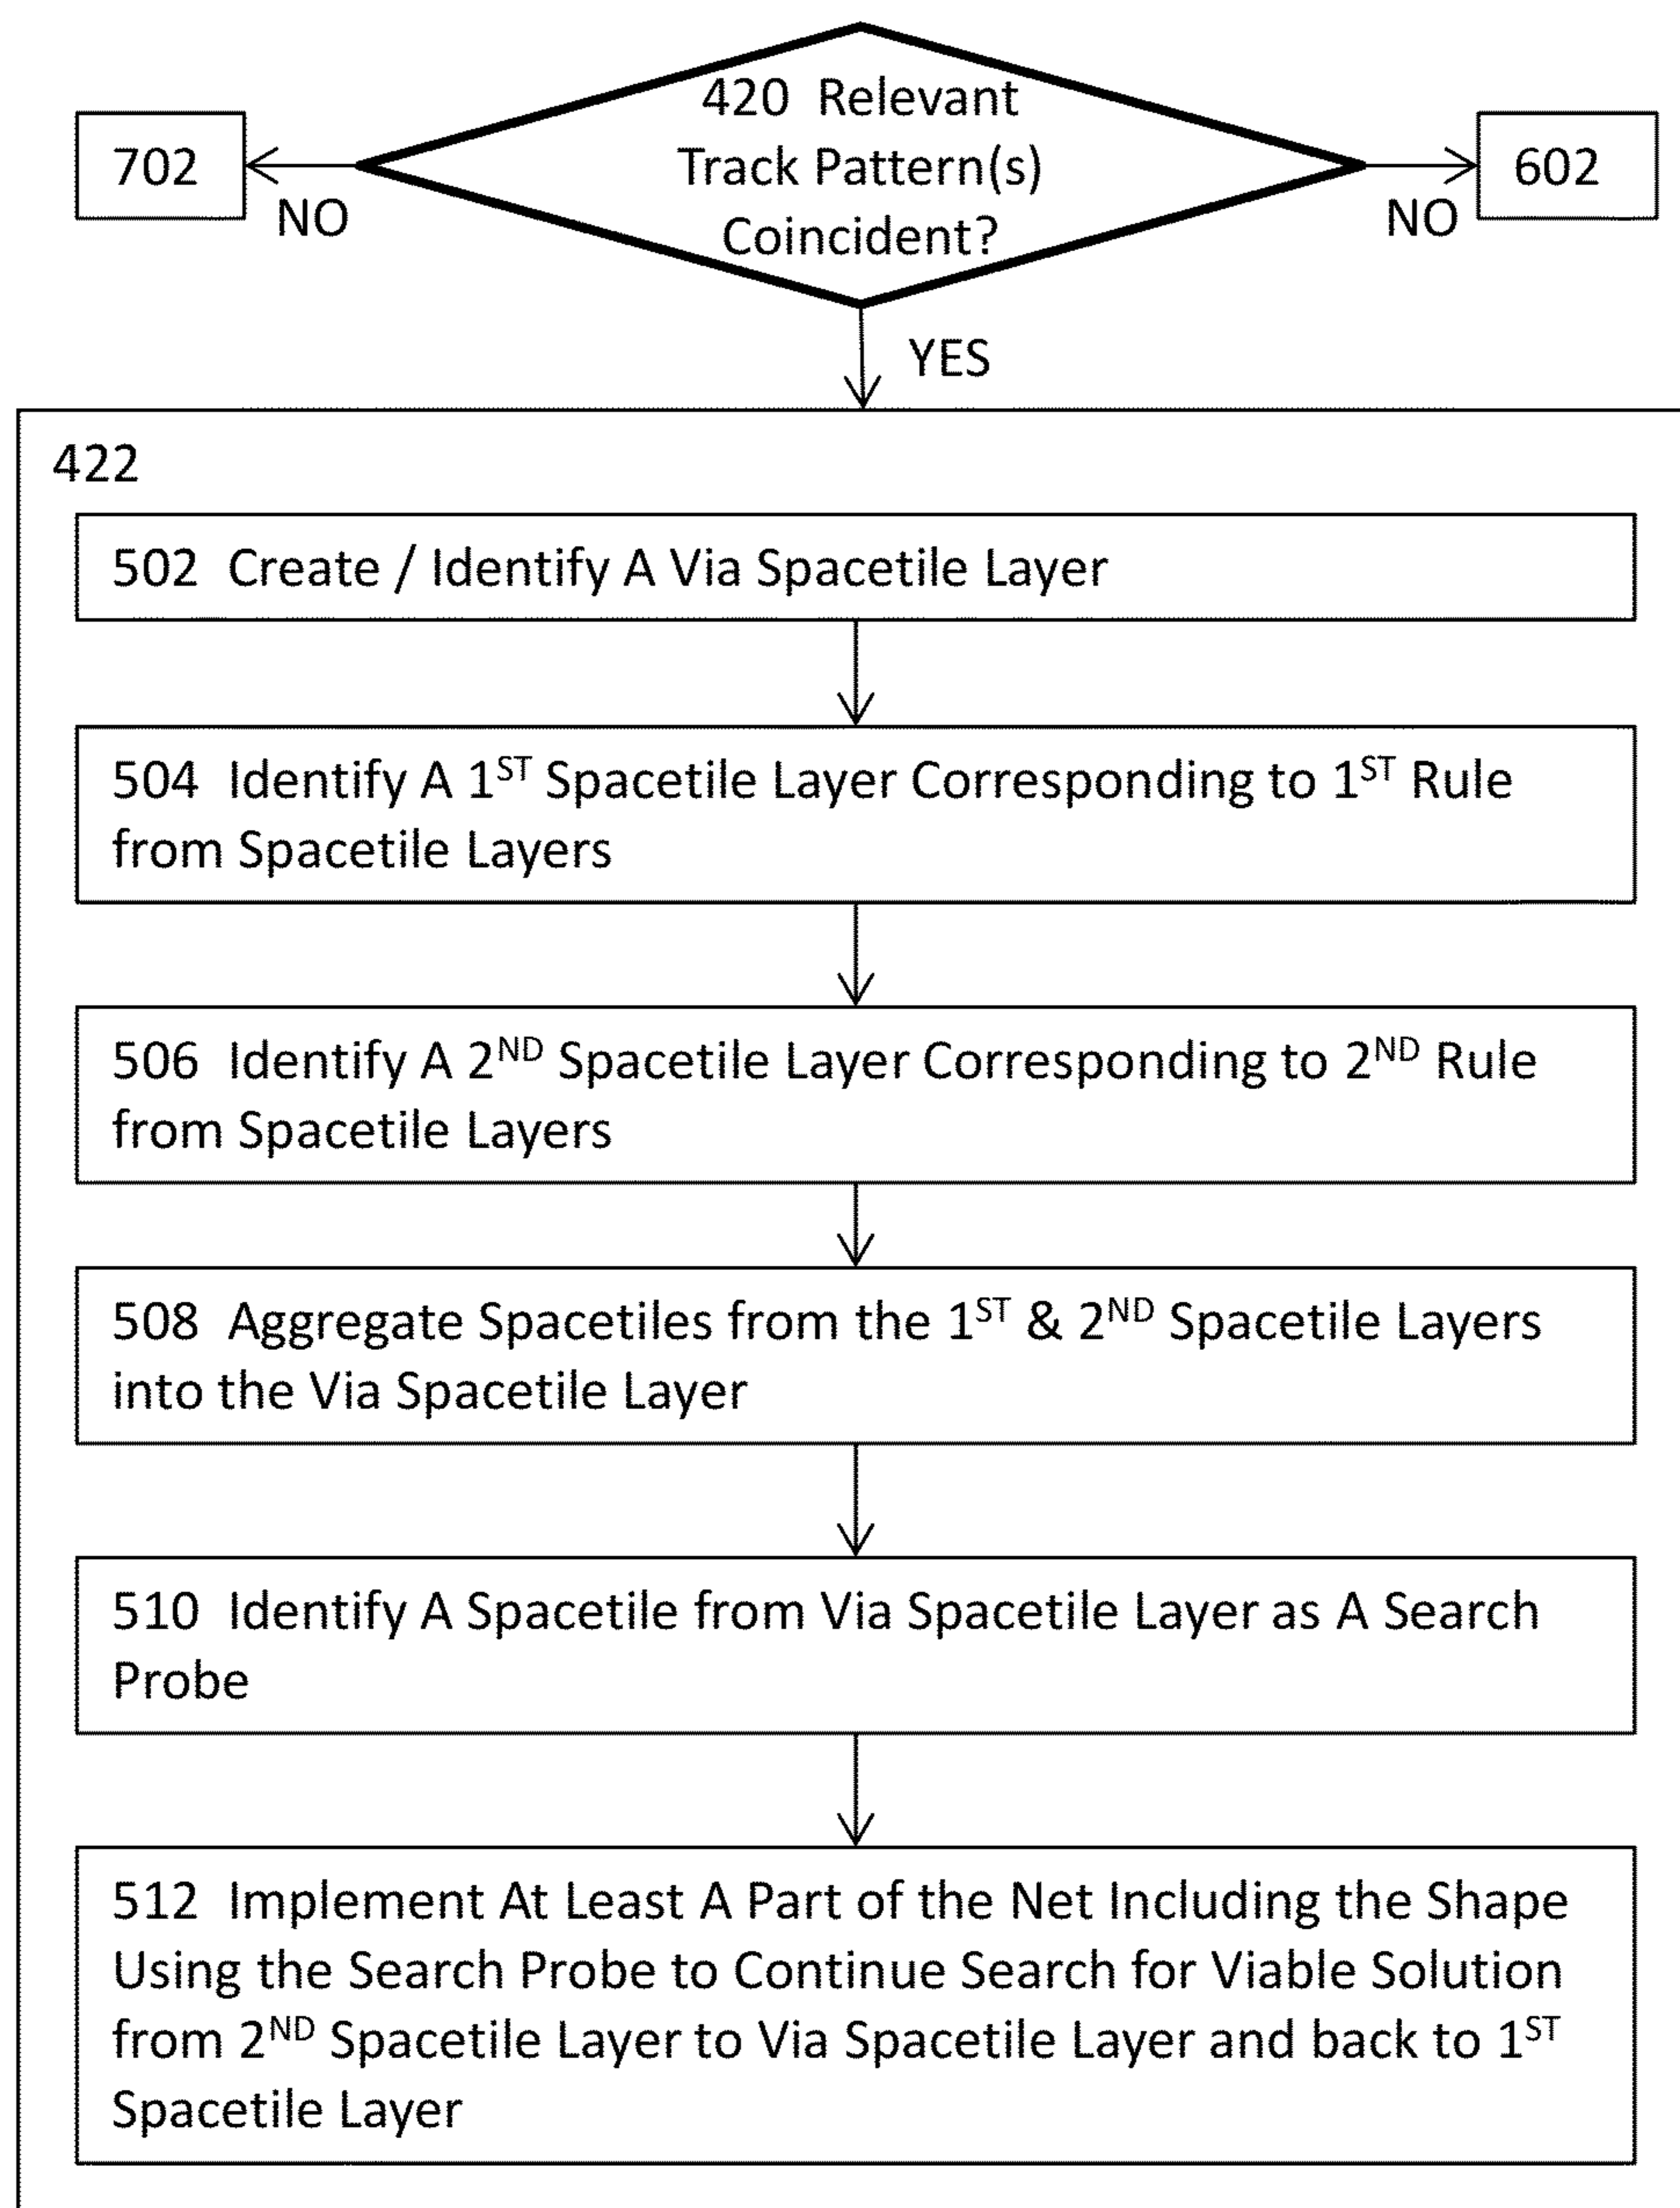 420 Relevant
Track Pattern(s)
Coincident?
702
602
NO
NO
YES
422
502 Create / Identify A Via Spacetile Layer
504 Identify A 1ST Spacetile Layer Corresponding to 1ST Rule
from Spacetile Layers
506 Identify A 2ND Spacetile Layer Corresponding to 2ND Rule
from Spacetile Layers
508 Aggregate Spacetiles from the 1ST & 2ND Spacetile Layers
into the Via Spacetile Layer
510 Identify A Spacetile from Via Spacetile Layer as A Search
Probe
512 Implement At Least A Part of the Net Including the Shape
Using the Search Probe to Continue Search for Viable Solution
from 2ND Spacetile Layer to Via Spacetile Layer and back to 1ST
Spacetile Layer